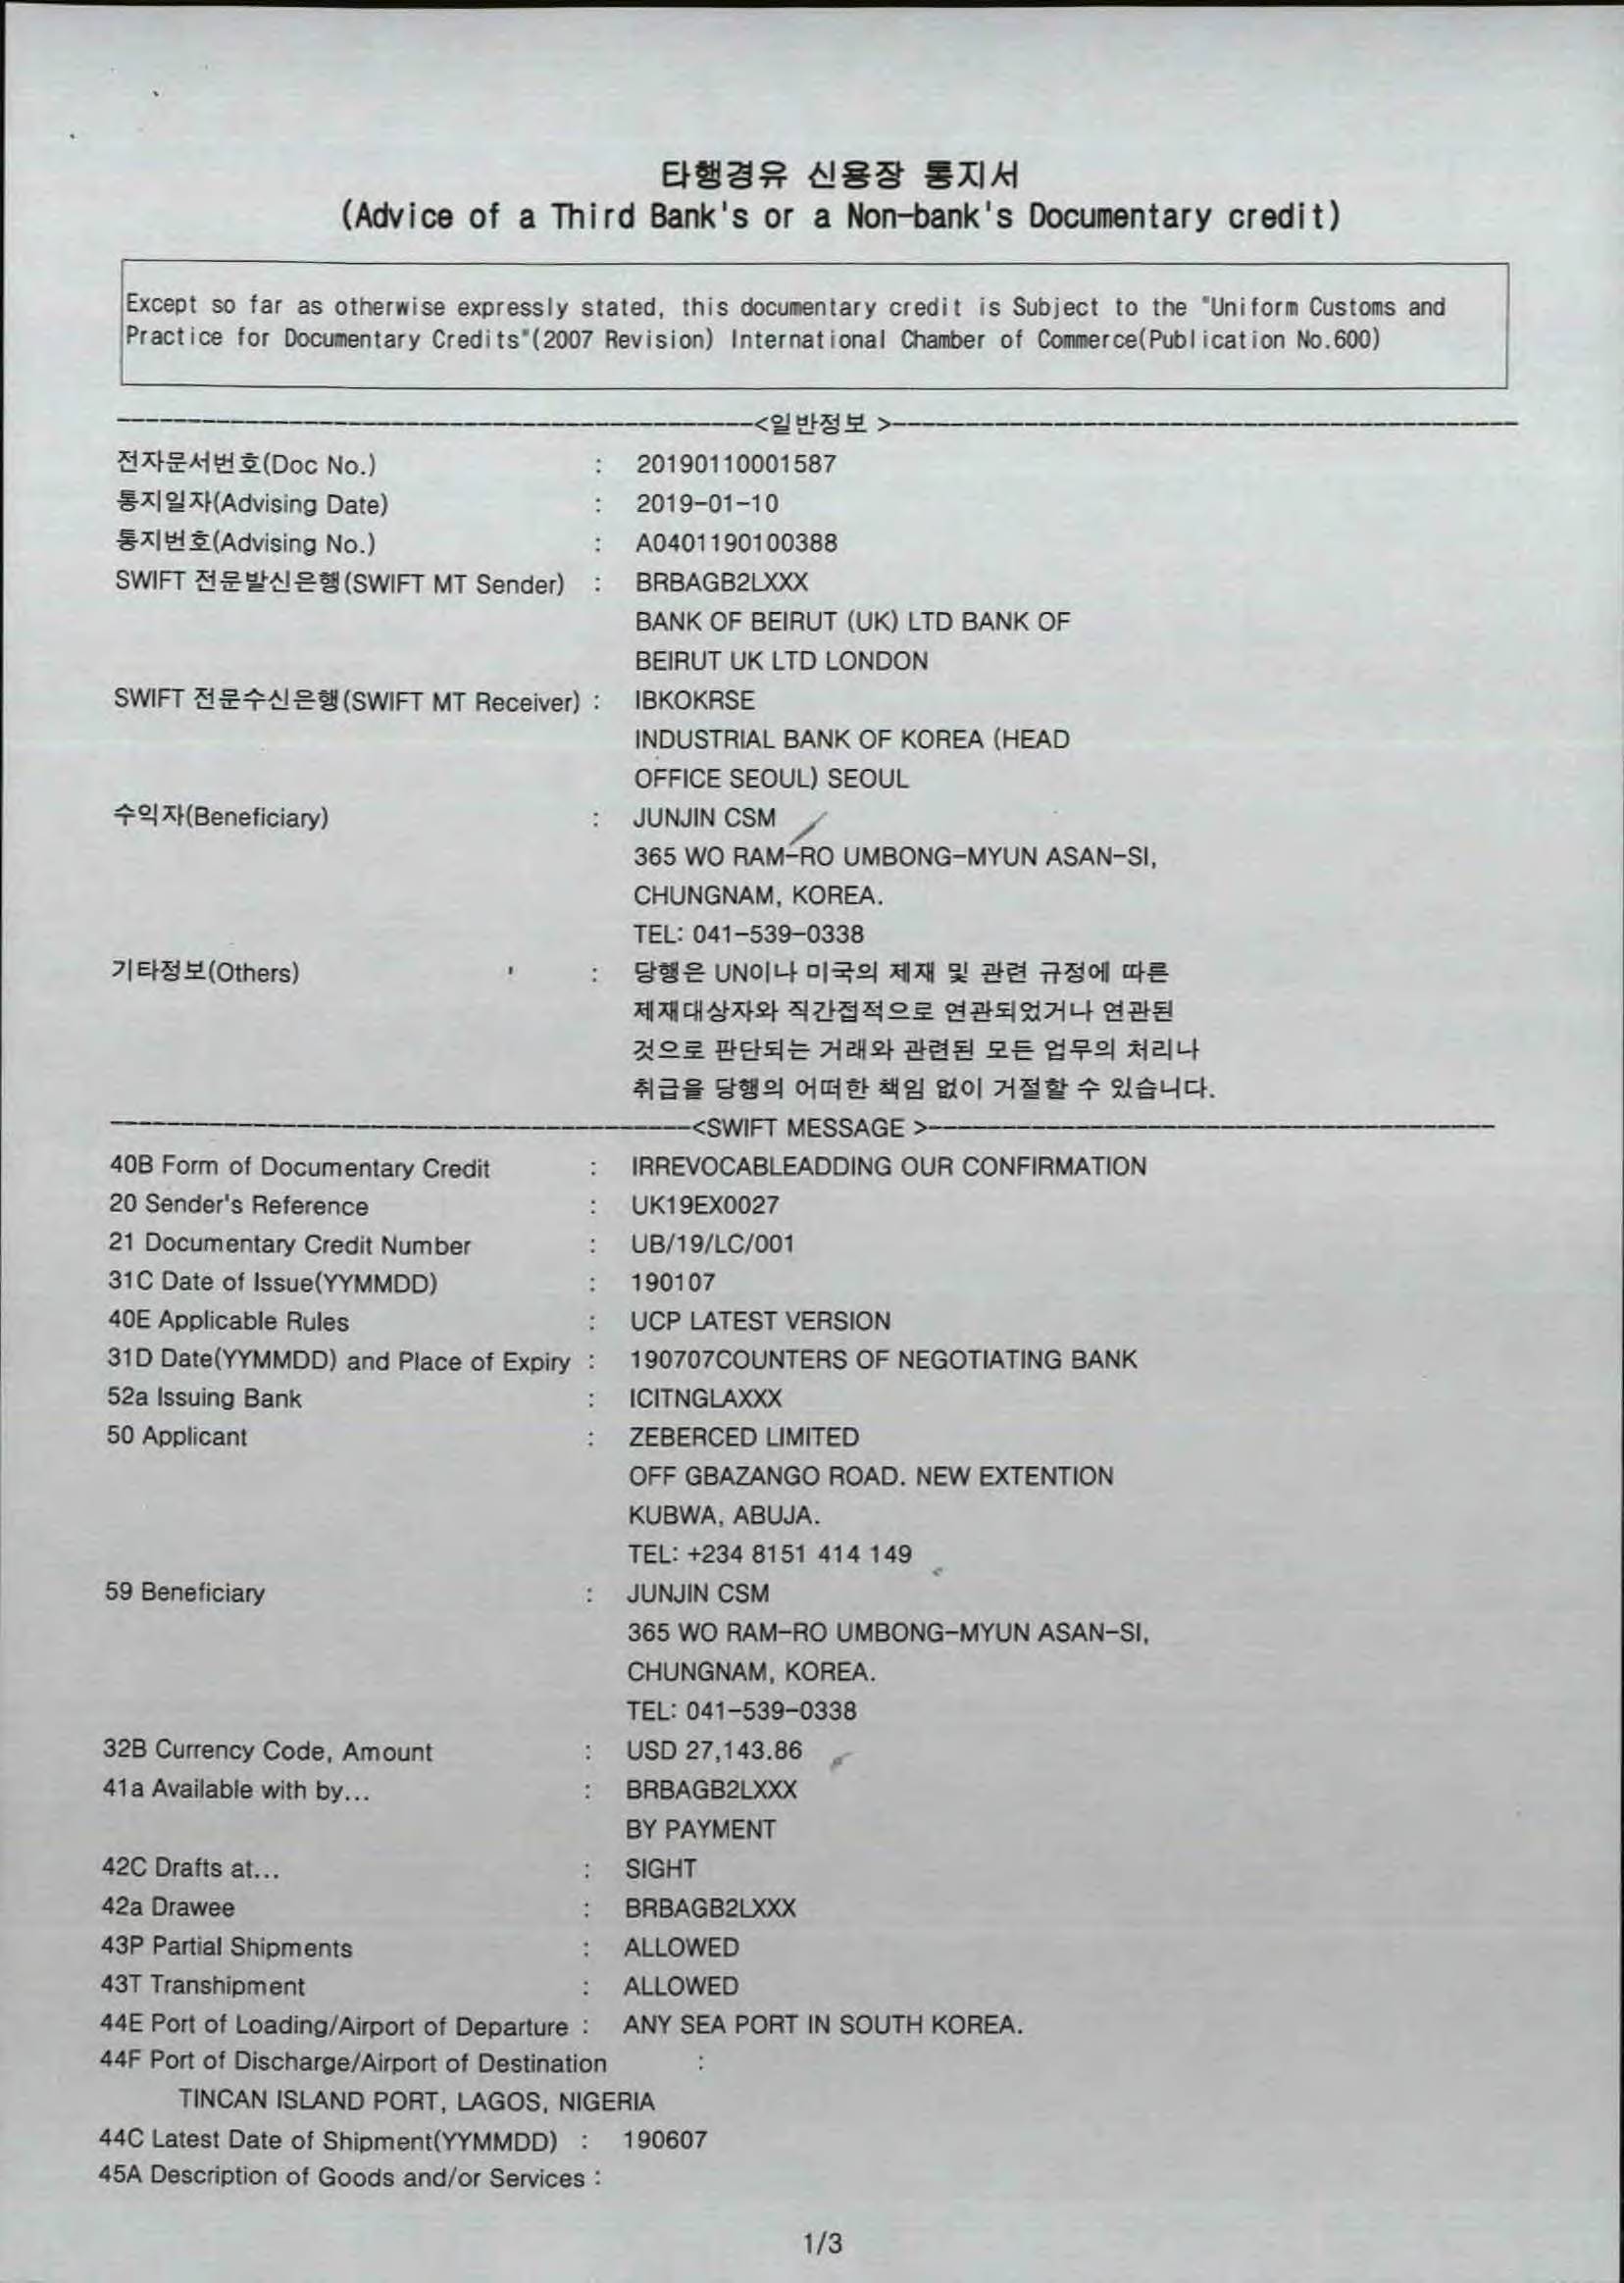 타행경유 신용장 통지서
(Advice of a Third Bank's or a Non-bank's Documentary credit)
Except so far as otherwise expressly stated, this documentary credit is Subject to the "Uniform Customs and
Practice for Documentary Credits"(2007 Revision) International Chamber of Commerce(Publication No.600)
<일반정보 >
전자문서번호(Doc No.) : 20190110001587
통지일자(Advising Date) : 2019-01-10
통지번호(Advising No.) : A0401190100388
SWIFT 전문발신은행(SWIFT MT Sender) : BRBAGB2LXXX
BANK OF BEIRUT (UK) LTD BANK OF
BEIRUT UK LTD LONDON
SWIFT 전문수신은행(SWIFT MT Receiver) : IBKOKRSE
INDUSTRIAL BANK OF KOREA (HEAD
OFFICE SEOUL) SEOUL
수익자(Beneficiary) : JUNJIN CSM
365 WO RAM-RO UMBONG-MYUN ASAN-SI,
CHUNGNAM, KOREA.
TEL: 041-539-0338
기타정보(Others) : 당행은 UN이나 미국의 제재 및 관련 규정에 따른
제재대상자와 직간접적으로 연관되었거나 연관된
것으로 판단되는 거래와 관련된 모든 업무의 처리나
취급을 당행의 어떠한 책임 없이 거절할 수 있습니다.
<SWIFT MESSAGE >
40B Form of Documentary Credit : IRREVOCABLEADDING OUR CONFIRMATION
20 Sender's Reference : UK19EX0027
21 Documentary Credit Number : UB/19/LC/001
31C Date of Issue(YYMMDD) : 190107
40E Applicable Rules : UCP LATEST VERSION
31D Date(YYMMDD) and Place of Expiry : 190707COUNTERS OF NEGOTIATING BANK
52a Issuing Bank : ICITNGLAXXX
50 Applicant : ZEBERCED LIMITED
OFF GBAZANGO ROAD. NEW EXTENTION
KUBWA, ABUJA.
TEL: +234 8151 414 149
59 Beneficiary : JUNJIN CSM
365 WO RAM-RO UMBONG-MYUN ASAN-SI,
CHUNGNAM, KOREA.
TEL: 041-539-0338
32B Currency Code, Amount : USD 27,143.86
41a Available with by... : BRBAGB2LXXX
BY PAYMENT
42C Drafts at... : SIGHT
42a Drawee : BRBAGB2LXXX
43P Partial Shipments : ALLOWED
43T Transhipment : ALLOWED
44E Port of Loading/Airport of Departure : ANY SEA PORT IN SOUTH KOREA.
44F Port of Discharge/Airport of Destination :
TINCAN ISLAND PORT, LAGOS, NIGERIA
44C Latest Date of Shipment(YYMMDD) : 190607
45A Description of Goods and/or Services :
1/3